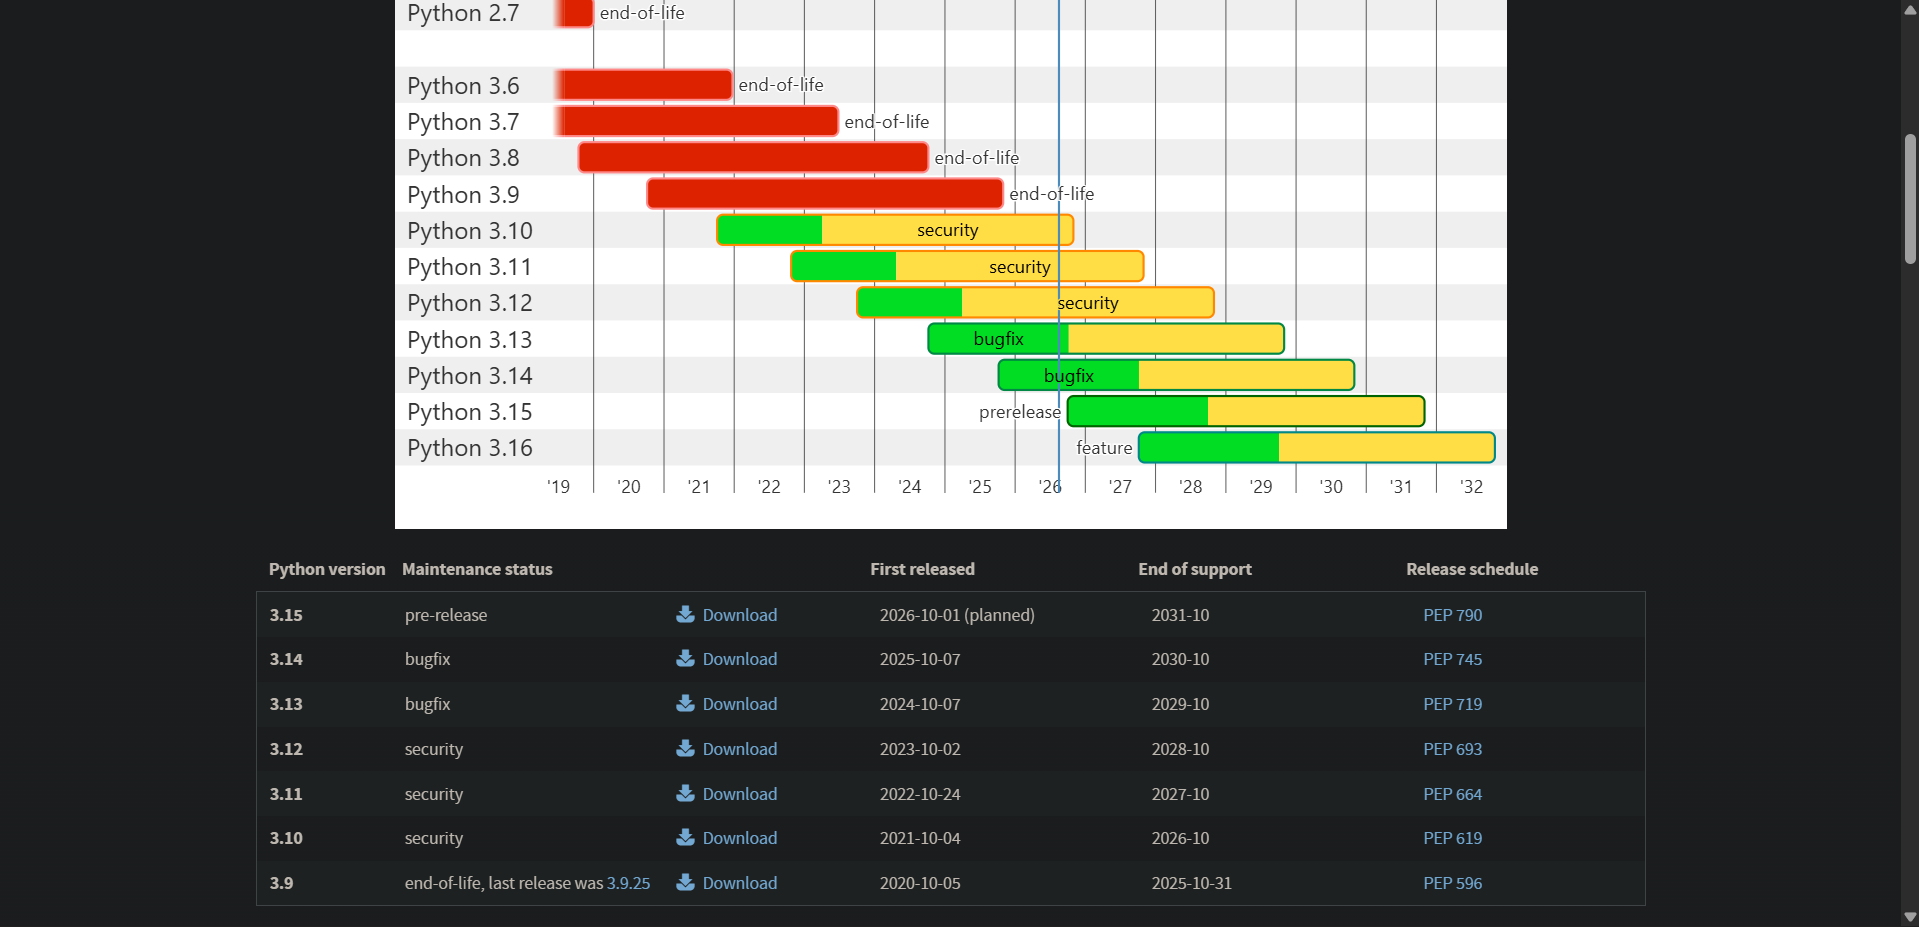 Python 2.7 end-of-life
Python 3.6 end-of-life
Python 3.7 end-of-life
Python 3.8 end-of-life
Python 3.9 end-of-life
Python 3.10 security
Python 3.11 security
Python 3.12 security
Python 3.13 bugfix
Python 3.14 bugfix
Python 3.15 prerelease
Python 3.16 feature
'19 '20 '21 '22 '23 '24 '25 '26 '27 '28 '29 '30 '31 '32
Python version Maintenance status First released End of support Release schedule
3.15 pre-release Download 2026-10-01 (planned) 2031-10 PEP 790
3.14 bugfix Download 2025-10-07 2030-10 PEP 745
3.13 bugfix Download 2024-10-07 2029-10 PEP 719
3.12 security Download 2023-10-02 2028-10 PEP 693
3.11 security Download 2022-10-24 2027-10 PEP 664
3.10 security Download 2021-10-04 2026-10 PEP 619
3.9 end-of-life, last release was 3.9.25 Download 2020-10-05 2025-10-31 PEP 596